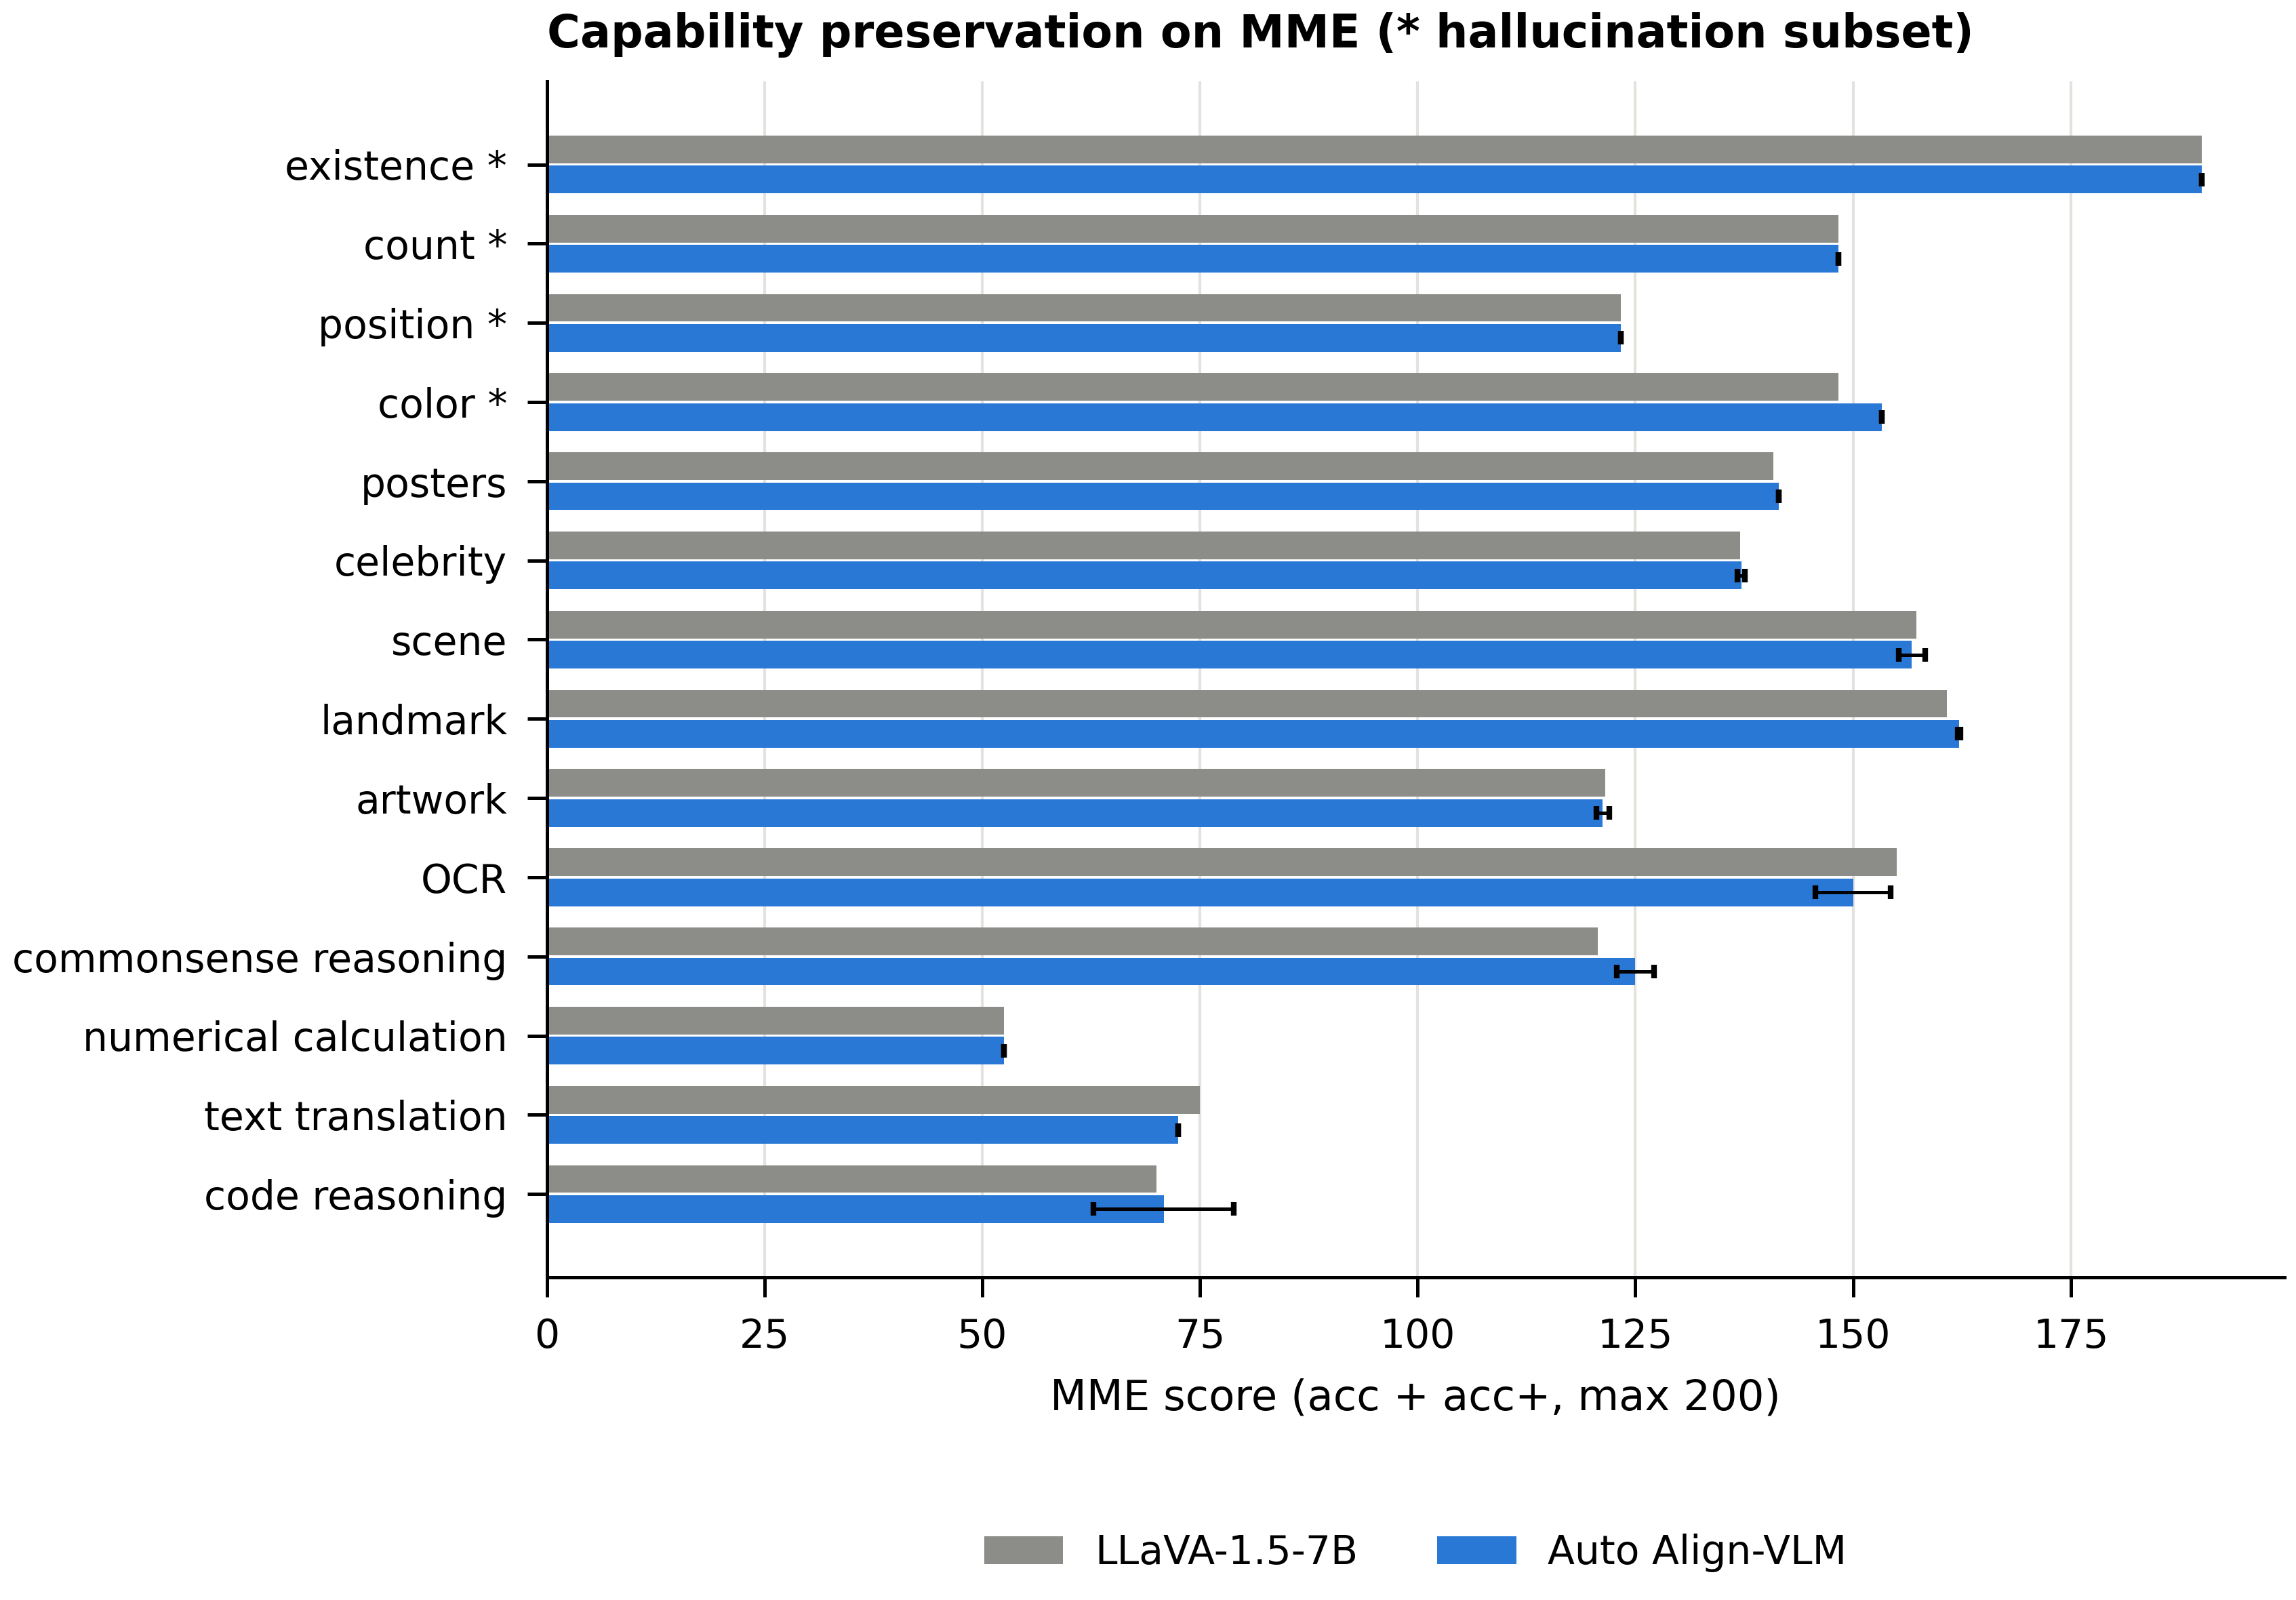 Capability preservation on MME (* hallucination subset)
existence *
count *
position *
color *
posters
celebrity
scene
landmark
artwork
OCR
commonsense reasoning
numerical calculation
text translation
code reasoning
0 25 50 75 100 125 150 175
MME score (acc + acc+, max 200)
LLaVA-1.5-7B Auto Align-VLM